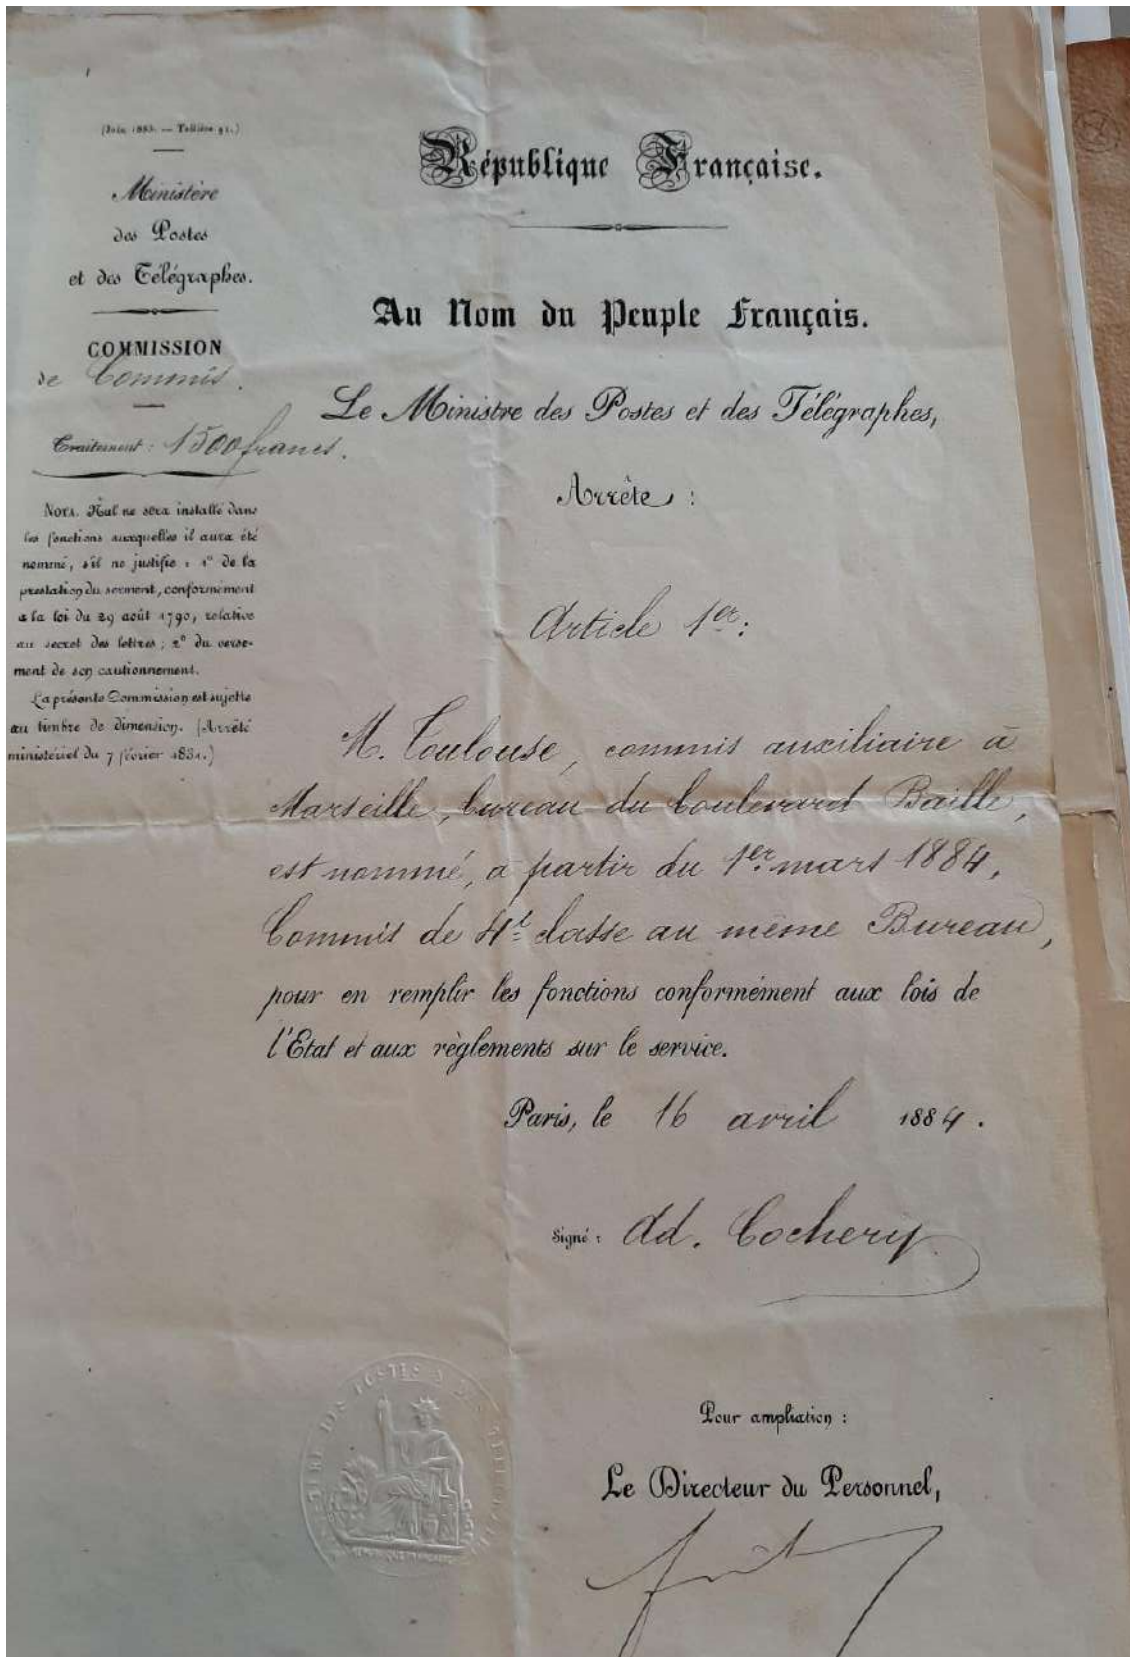 (Juin 1883. — Tellière 91.)
Ministère
des Postes
et des Télégraphes.
COMMISSION
de Commis.
Traitement : 1500 francs.
NOTA. Nul ne sera installé dans
les fonctions auxquelles il aura été
nommé, s'il ne justifie : 1° de la
prestation du serment, conformément
a la loi du 29 août 1790, relative
au secret des lettres ; 2° du verse-
ment de son cautionnement.
La présente Commission est sujette
au timbre de dimension. (Arrêté
ministériel du 7 février 1831.)
République Française.
Au Nom du Peuple Français.
Le Ministre des Postes et des Télégraphes,
Arrête :
Article 1er :
M. Toulouse, commis auxiliaire à
Marseille, bureau du boulevard Baille,
est nommé, à partir du 1er mars 1884,
Commis de 4e classe au même Bureau,
pour en remplir les fonctions conformément aux lois de
l'Etat et aux règlements sur le service.
Paris, le 16 avril 1884.
Signé : Ad. Cochery
Pour ampliation :
Le Directeur du Personnel,
RÉPUBLIQUE FRANÇAISE